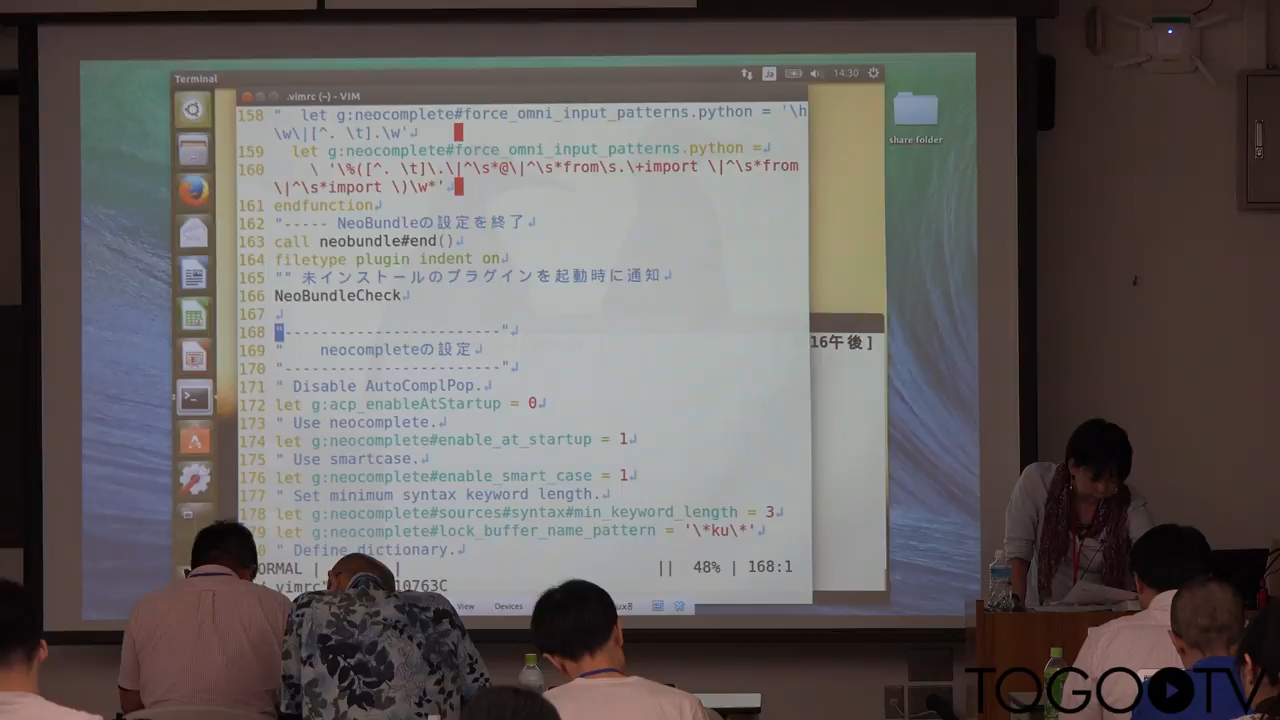 Terminal
Ja
14:30
.vimrc (~) - VIM
158 "  let g:neocomplete#force_omni_input_patterns.python = '\h
\w\|[^. \t].\w'
159   let g:neocomplete#force_omni_input_patterns.python =
160     \ '\%([^. \t]\.\|^\s*@\|^\s*from\s.\+import \|^\s*from
\|^\s*import \)\w*'
161 endfunction
162 "----- NeoBundleの設定を終了
163 call neobundle#end()
164 filetype plugin indent on
165 "" 未インストールのプラグインを起動時に通知
166 NeoBundleCheck
167
168 "------------------------"
169 "    neocompleteの設定
170 "------------------------"
171 " Disable AutoComplPop.
172 let g:acp_enableAtStartup = 0
173 " Use neocomplete.
174 let g:neocomplete#enable_at_startup = 1
175 " Use smartcase.
176 let g:neocomplete#enable_smart_case = 1
177 " Set minimum syntax keyword length.
178 let g:neocomplete#sources#syntax#min_keyword_length = 3
79 let g:neocomplete#lock_buffer_name_pattern = '\*ku\*'
0 " Define dictionary.
ORMAL | | || 48% | 168:1
.vimrc" 10763C
View Devices ux8
share folder
16午後]
TOGOTV